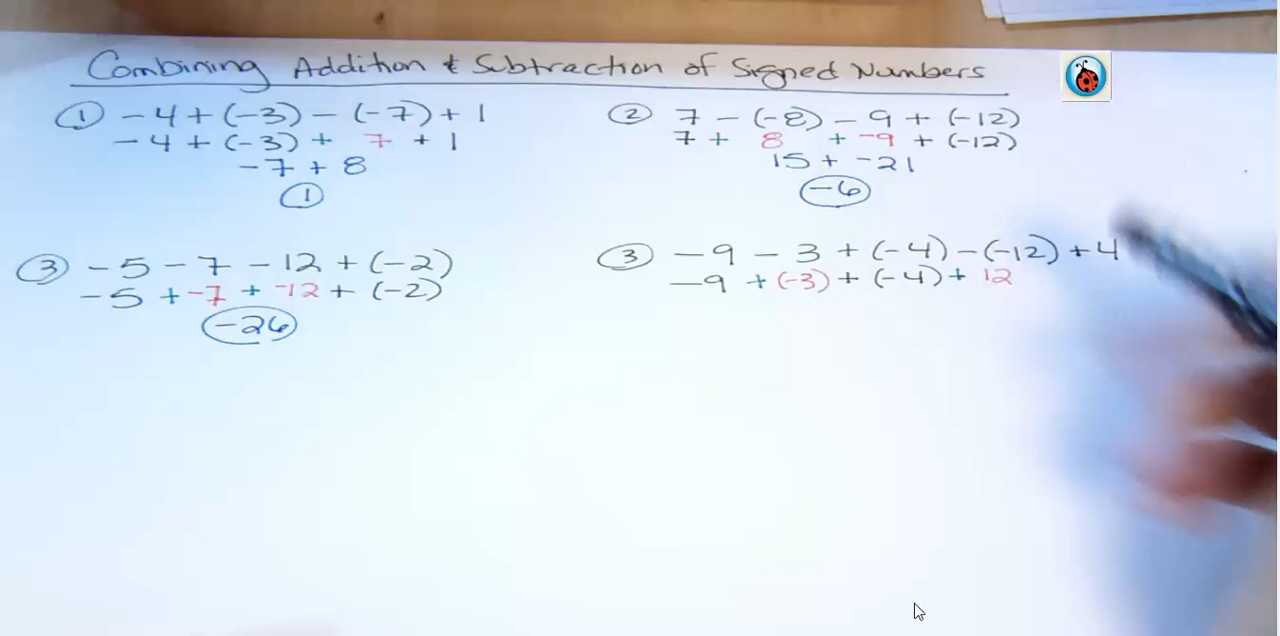 Combining Addition & Subtraction of Signed Numbers
① -4 + (-3) - (-7) + 1
-4 + (-3) + 7 + 1
-7 + 8
1
② 7 - (-8) - 9 + (-12)
7 + 8 + -9 + (-12)
15 + -21
-6
③ -5 - 7 - 12 + (-2)
-5 + -7 + -12 + (-2)
-26
③ -9 - 3 + (-4) - (-12) + 4
-9 + (-3) + (-4) + 12